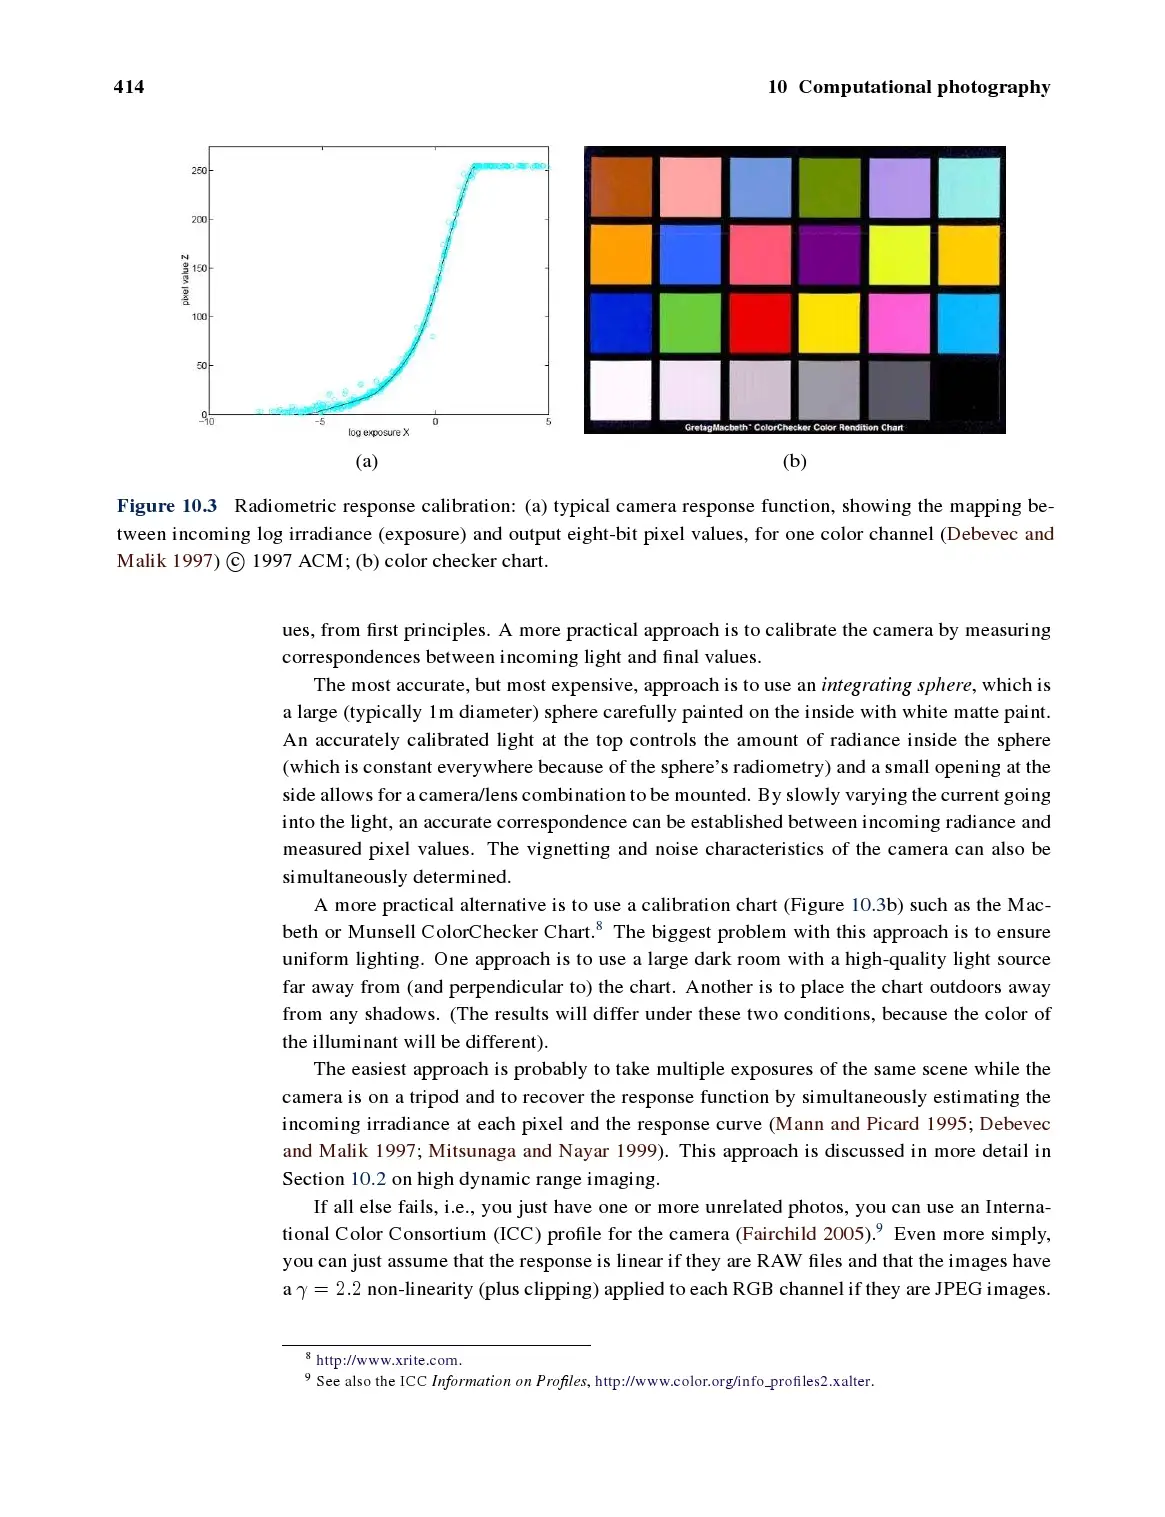 414
10 Computational photography
250
200
150
100
50
0
−10
−5
0
5
pixel value Z
log exposure X
GretagMacbeth™ ColorChecker Color Rendition Chart
(a)
(b)
Figure 10.3 Radiometric response calibration: (a) typical camera response function, showing the mapping be-
tween incoming log irradiance (exposure) and output eight-bit pixel values, for one color channel (Debevec and
Malik 1997) © 1997 ACM; (b) color checker chart.
ues, from first principles. A more practical approach is to calibrate the camera by measuring
correspondences between incoming light and final values.
The most accurate, but most expensive, approach is to use an integrating sphere, which is
a large (typically 1m diameter) sphere carefully painted on the inside with white matte paint.
An accurately calibrated light at the top controls the amount of radiance inside the sphere
(which is constant everywhere because of the sphere's radiometry) and a small opening at the
side allows for a camera/lens combination to be mounted. By slowly varying the current going
into the light, an accurate correspondence can be established between incoming radiance and
measured pixel values. The vignetting and noise characteristics of the camera can also be
simultaneously determined.
A more practical alternative is to use a calibration chart (Figure 10.3b) such as the Mac-
beth or Munsell ColorChecker Chart.⁸ The biggest problem with this approach is to ensure
uniform lighting. One approach is to use a large dark room with a high-quality light source
far away from (and perpendicular to) the chart. Another is to place the chart outdoors away
from any shadows. (The results will differ under these two conditions, because the color of
the illuminant will be different).
The easiest approach is probably to take multiple exposures of the same scene while the
camera is on a tripod and to recover the response function by simultaneously estimating the
incoming irradiance at each pixel and the response curve (Mann and Picard 1995; Debevec
and Malik 1997; Mitsunaga and Nayar 1999). This approach is discussed in more detail in
Section 10.2 on high dynamic range imaging.
If all else fails, i.e., you just have one or more unrelated photos, you can use an Interna-
tional Color Consortium (ICC) profile for the camera (Fairchild 2005).⁹ Even more simply,
you can just assume that the response is linear if they are RAW files and that the images have
a γ = 2.2 non-linearity (plus clipping) applied to each RGB channel if they are JPEG images.
⁸ http://www.xrite.com.
⁹ See also the ICC Information on Profiles, http://www.color.org/info_profiles2.xalter.